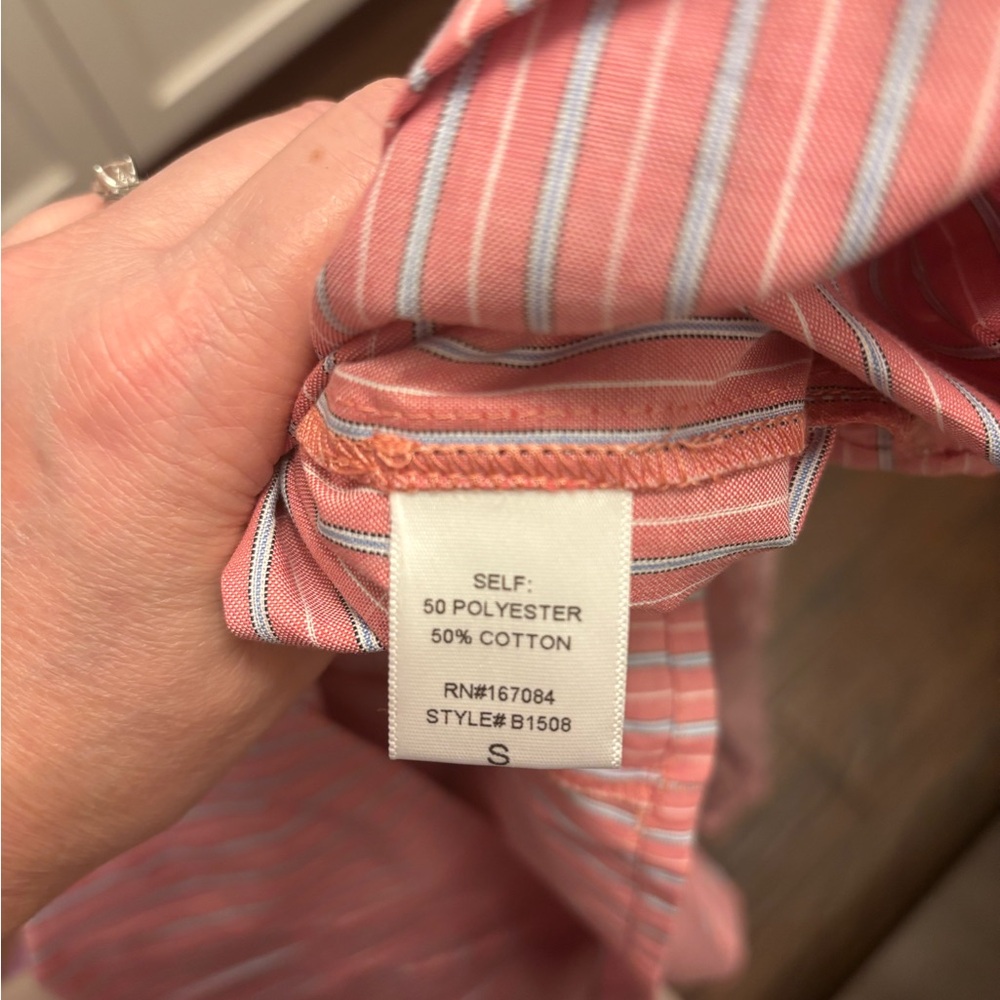 SELF:
50 POLYESTER
50% COTTON
RN#167084
STYLE# B1508
S